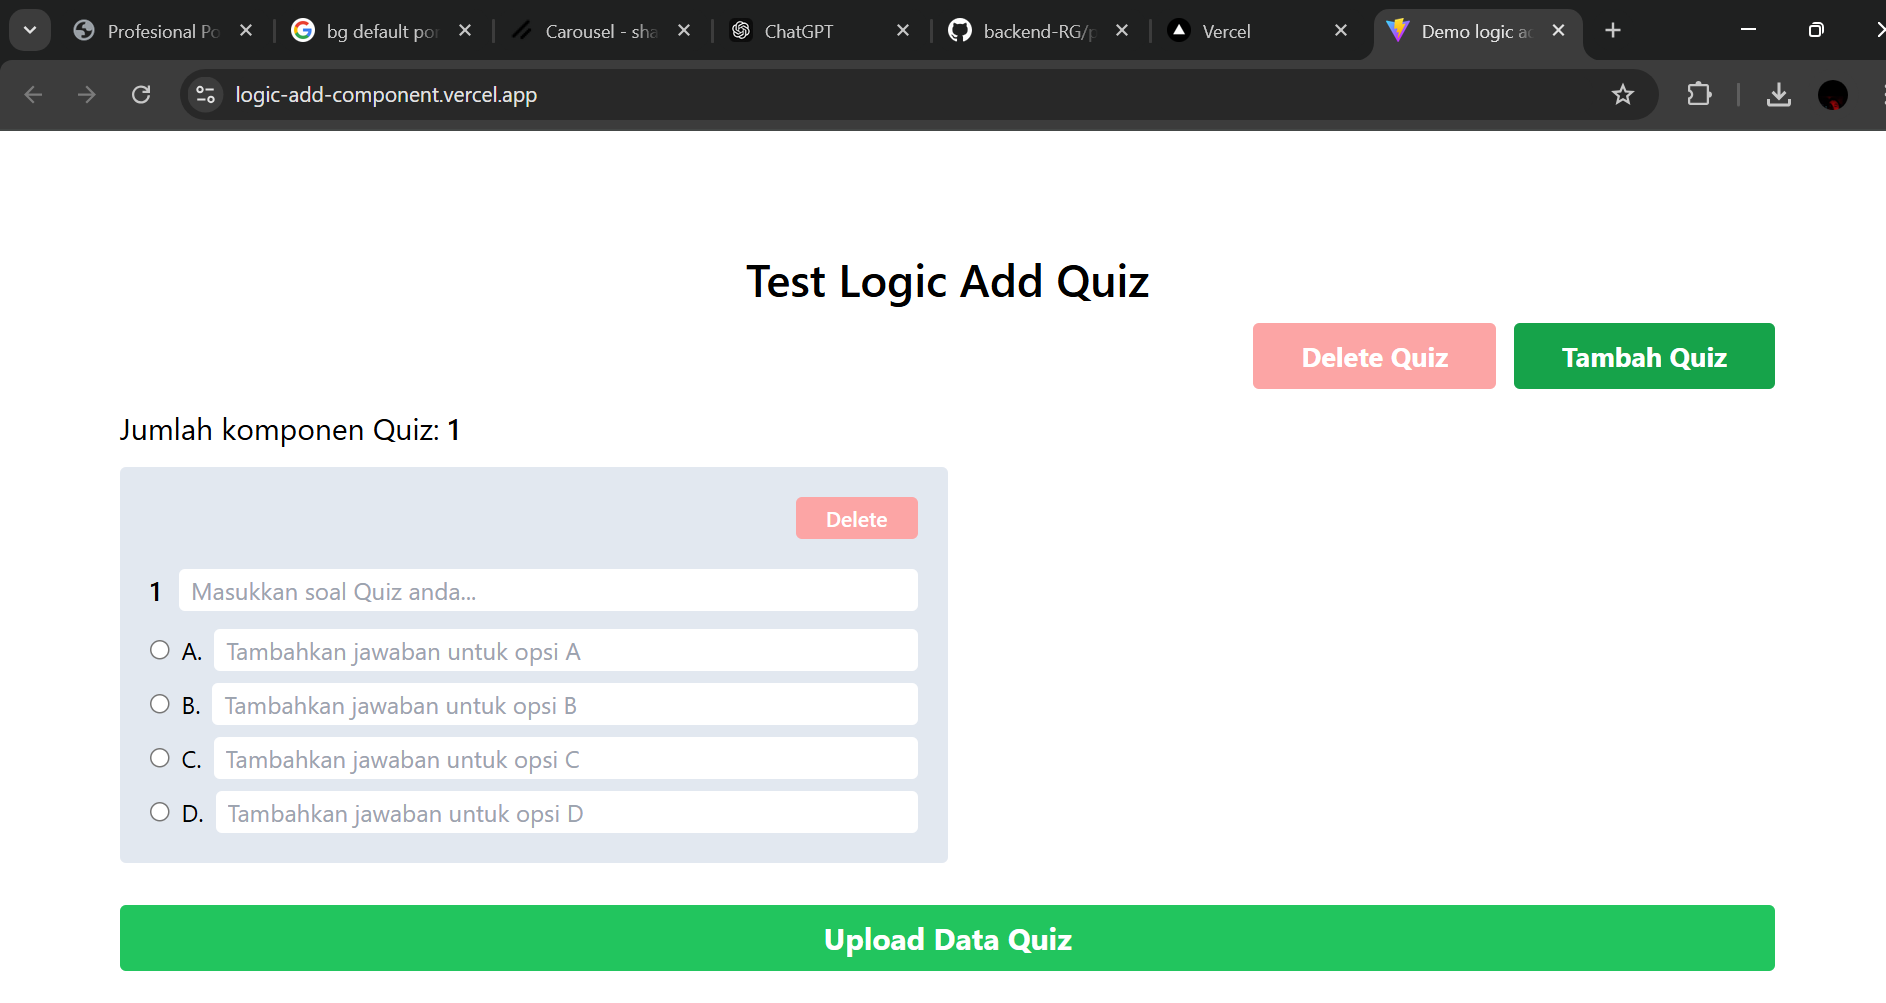 Profesional Po
bg default por
Carousel - sha
ChatGPT
backend-RG/p
Vercel
Demo logic ad
logic-add-component.vercel.app
Test Logic Add Quiz
Delete Quiz
Tambah Quiz
Jumlah komponen Quiz: 1
Delete
1 Masukkan soal Quiz anda...
A. Tambahkan jawaban untuk opsi A
B. Tambahkan jawaban untuk opsi B
C. Tambahkan jawaban untuk opsi C
D. Tambahkan jawaban untuk opsi D
Upload Data Quiz